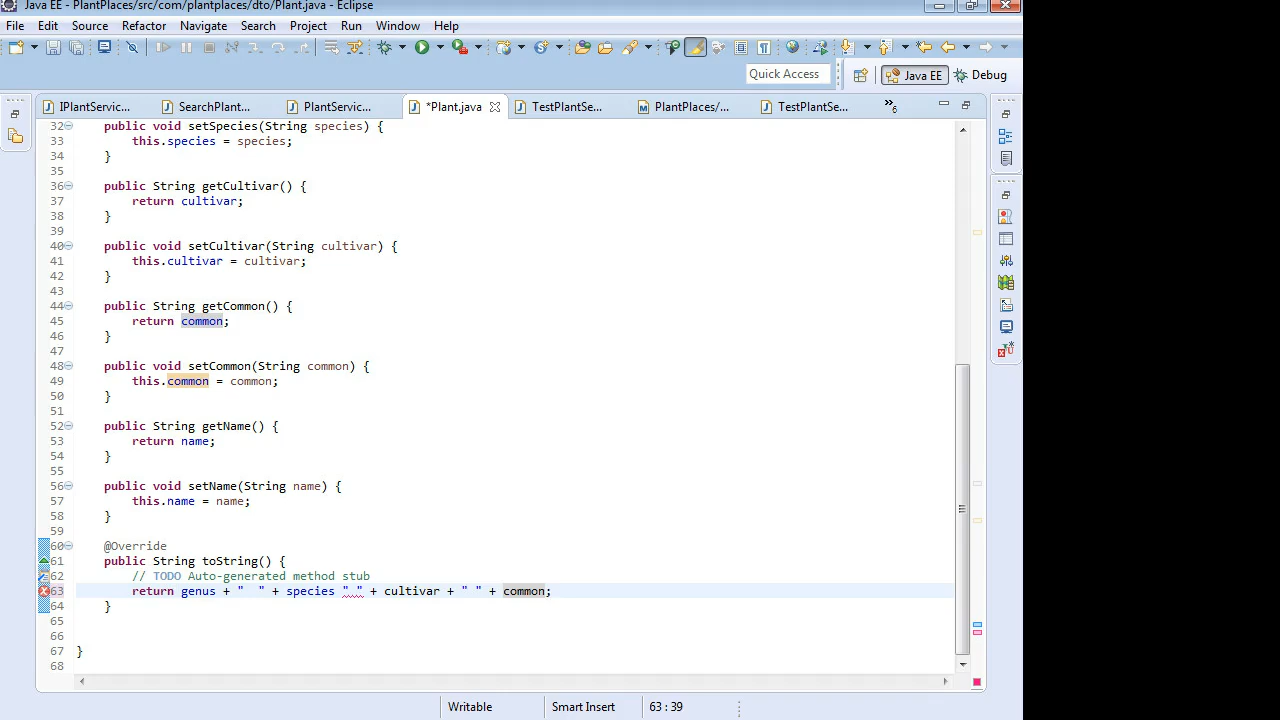 Java EE - PlantPlaces/src/com/plantplaces/dto/Plant.java - Eclipse
File Edit Source Refactor Navigate Search Project Run Window Help
Quick Access
Java EE
Debug
IPlantServic...
SearchPlant...
PlantServic...
*Plant.java
TestPlantSe...
PlantPlaces/...
TestPlantSe...
»6
32 public void setSpecies(String species) {
33 this.species = species;
34 }
35
36 public String getCultivar() {
37 return cultivar;
38 }
39
40 public void setCultivar(String cultivar) {
41 this.cultivar = cultivar;
42 }
43
44 public String getCommon() {
45 return common;
46 }
47
48 public void setCommon(String common) {
49 this.common = common;
50 }
51
52 public String getName() {
53 return name;
54 }
55
56 public void setName(String name) {
57 this.name = name;
58 }
59
60 @Override
61 public String toString() {
62 // TODO Auto-generated method stub
63 return genus + "  " + species " " + cultivar + " " + common;
64 }
65
66
67 }
68
Writable
Smart Insert
63 : 39